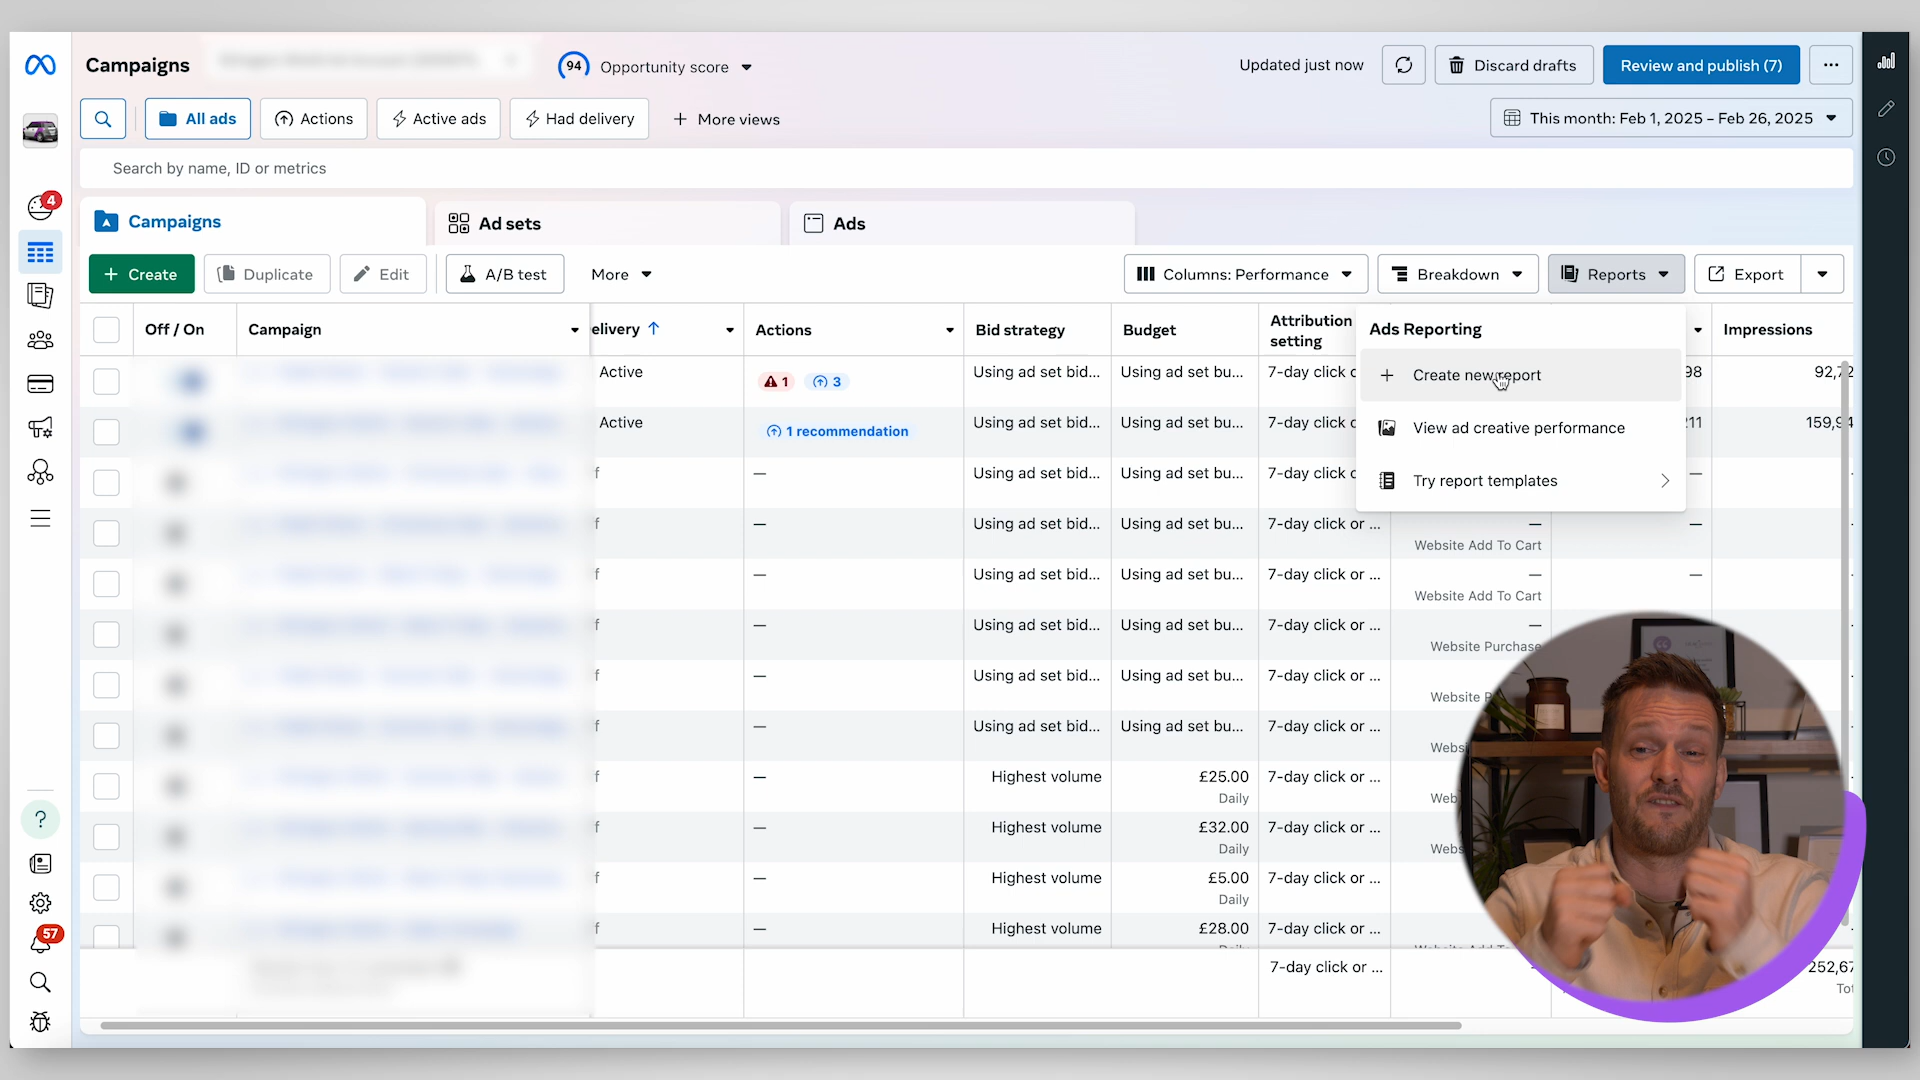 Campaigns
94 Opportunity score
Updated just now
Discard drafts
Review and publish (7)
All ads
Actions
Active ads
Had delivery
+ More views
This month: Feb 1, 2025 – Feb 26, 2025
Search by name, ID or metrics
4
Campaigns
Ad sets
Ads
+ Create
Duplicate
Edit
A/B test
More
Columns: Performance
Breakdown
Reports
Export
Off / On
Campaign
elivery ↑
Actions
Bid strategy
Budget
Attribution setting
Impressions
Ads Reporting
+ Create new report
View ad creative performance
Try report templates
Active
1
3
Using ad set bid...
Using ad set bu...
7-day click o
98
92,72
Active
1 recommendation
Using ad set bid...
Using ad set bu...
7-day click o
211
159,94
f — Using ad set bid... Using ad set bu... 7-day click o —
f — Using ad set bid... Using ad set bu... 7-day click or ... — —
Website Add To Cart
f — Using ad set bid... Using ad set bu... 7-day click or ... — —
Website Add To Cart
f — Using ad set bid... Using ad set bu... 7-day click or ... —
Website Purchase
f — Using ad set bid... Using ad set bu... 7-day click or ...
Website P
f — Using ad set bid... Using ad set bu... 7-day click or ...
Webs
f — Highest volume £25.00 7-day click or ...
Daily
Web
f — Highest volume £32.00 7-day click or ...
Daily
Webs
f — Highest volume £5.00 7-day click or ...
Daily
f — Highest volume £28.00 7-day click or ...
7-day click or ...
252,67
Tot
?
57